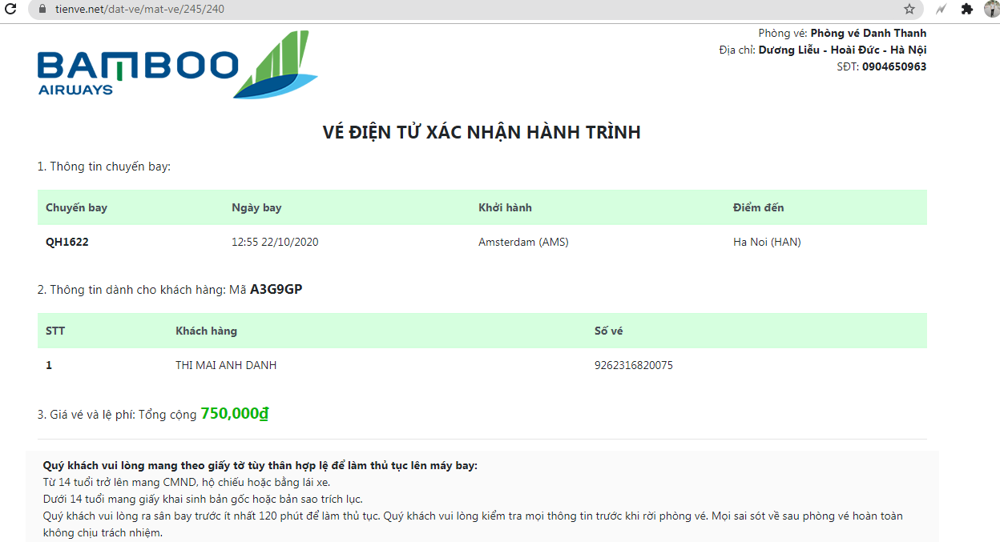 tienve.net/dat-ve/mat-ve/245/240
BAMBOO
AIRWAYS
Phòng vé: Phòng vé Danh Thanh
Địa chỉ: Dương Liễu - Hoài Đức - Hà Nội
SĐT: 0904650963
VÉ ĐIỆN TỬ XÁC NHẬN HÀNH TRÌNH
1. Thông tin chuyến bay:
Chuyến bay Ngày bay Khởi hành Điểm đến
QH1622 12:55 22/10/2020 Amsterdam (AMS) Ha Noi (HAN)
2. Thông tin dành cho khách hàng: Mã A3G9GP
STT Khách hàng Số vé
1 THI MAI ANH DANH 9262316820075
3. Giá vé và lệ phí: Tổng cộng 750,000₫
Quý khách vui lòng mang theo giấy tờ tùy thân hợp lệ để làm thủ tục lên máy bay:
Từ 14 tuổi trở lên mang CMND, hộ chiếu hoặc bằng lái xe.
Dưới 14 tuổi mang giấy khai sinh bản gốc hoặc bản sao trích lục.
Quý khách vui lòng ra sân bay trước ít nhất 120 phút để làm thủ tục. Quý khách vui lòng kiểm tra mọi thông tin trước khi rời phòng vé. Mọi sai sót về sau phòng vé hoàn toàn
không chịu trách nhiệm.